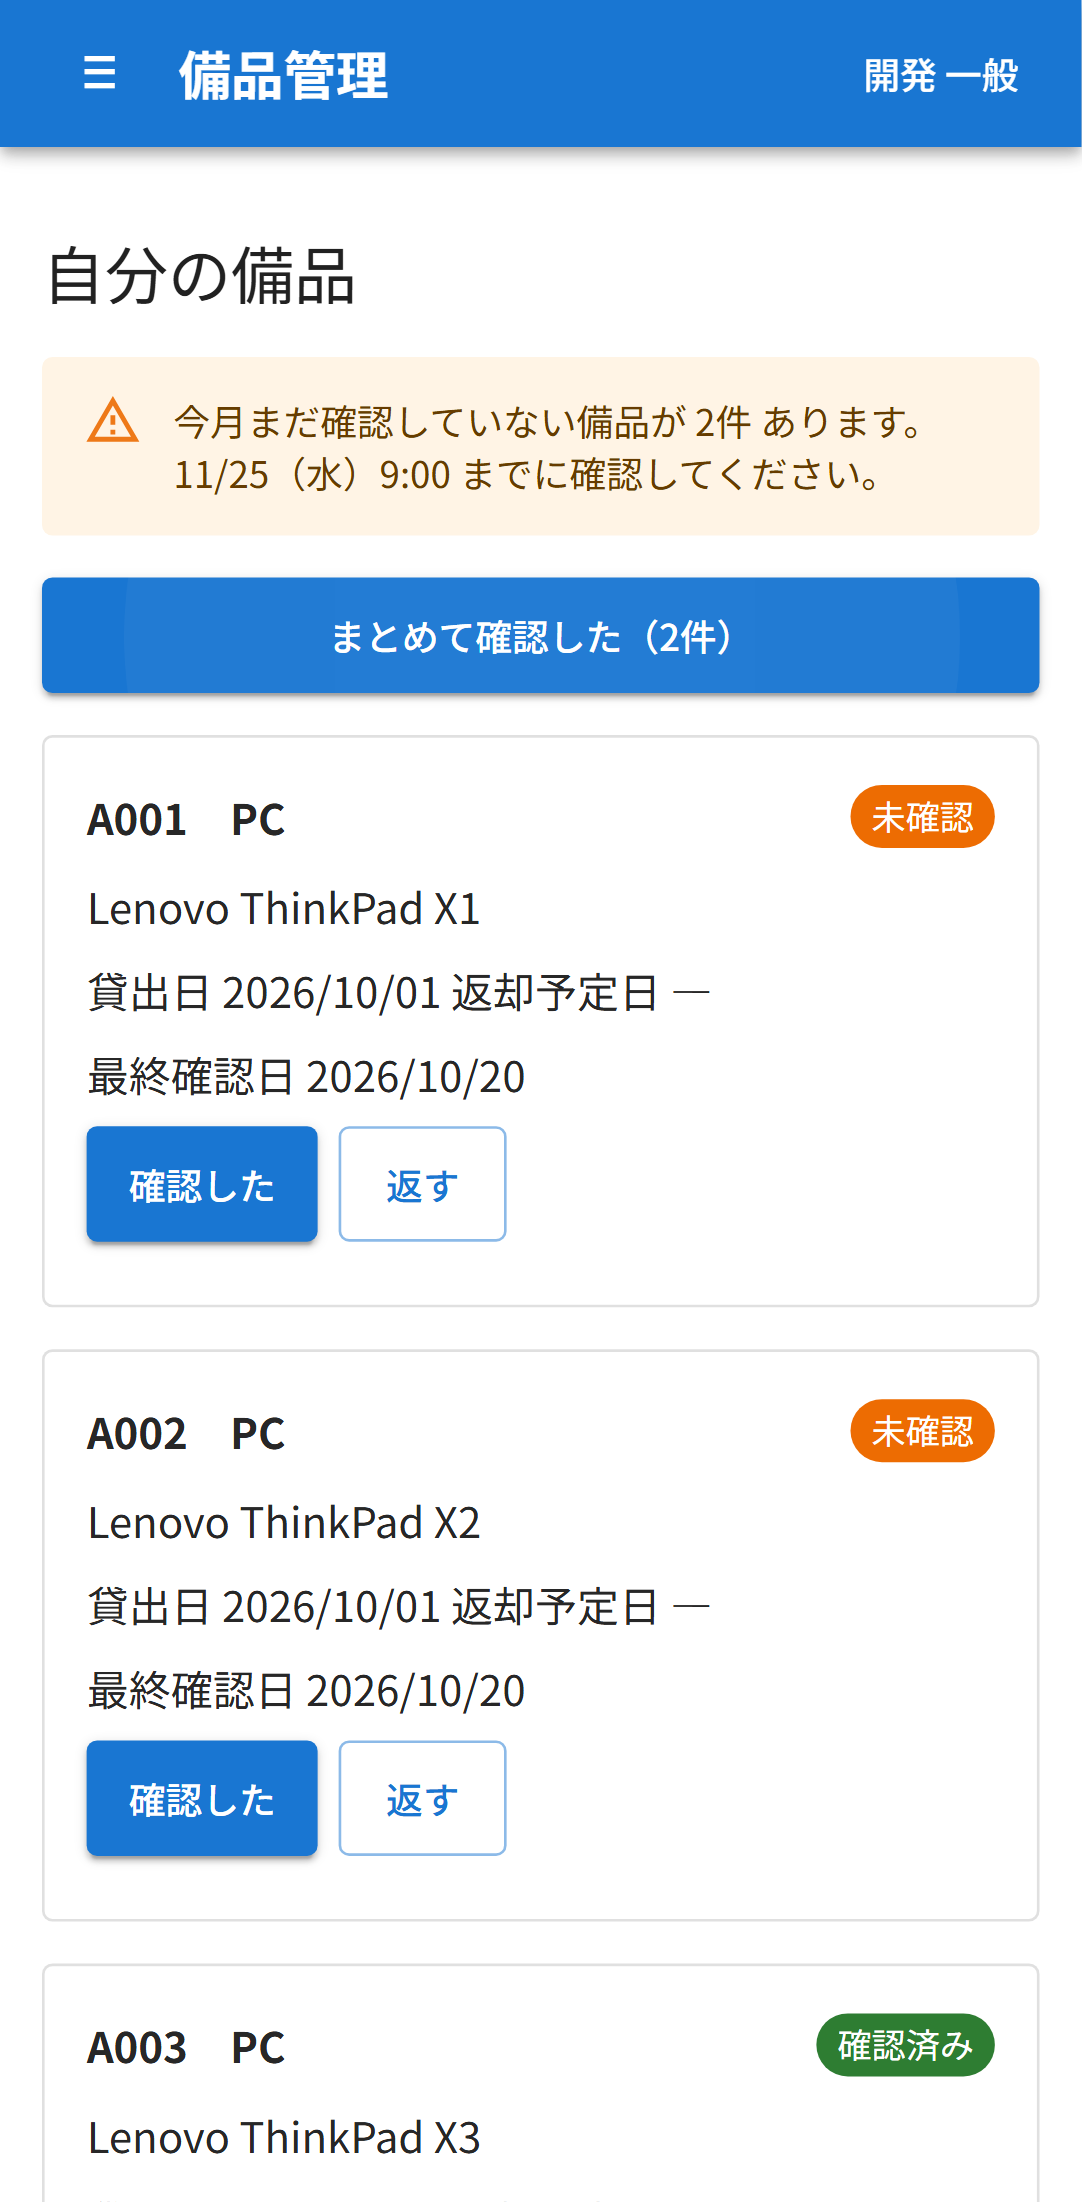 備品管理
開発 一般
自分の備品
今月まだ確認していない備品が 2件 あります。
11/25（水）9:00 までに確認してください。
まとめて確認した（2件）
A001　PC
未確認
Lenovo ThinkPad X1
貸出日 2026/10/01 返却予定日 —
最終確認日 2026/10/20
確認した
返す
A002　PC
未確認
Lenovo ThinkPad X2
貸出日 2026/10/01 返却予定日 —
最終確認日 2026/10/20
確認した
返す
A003　PC
確認済み
Lenovo ThinkPad X3